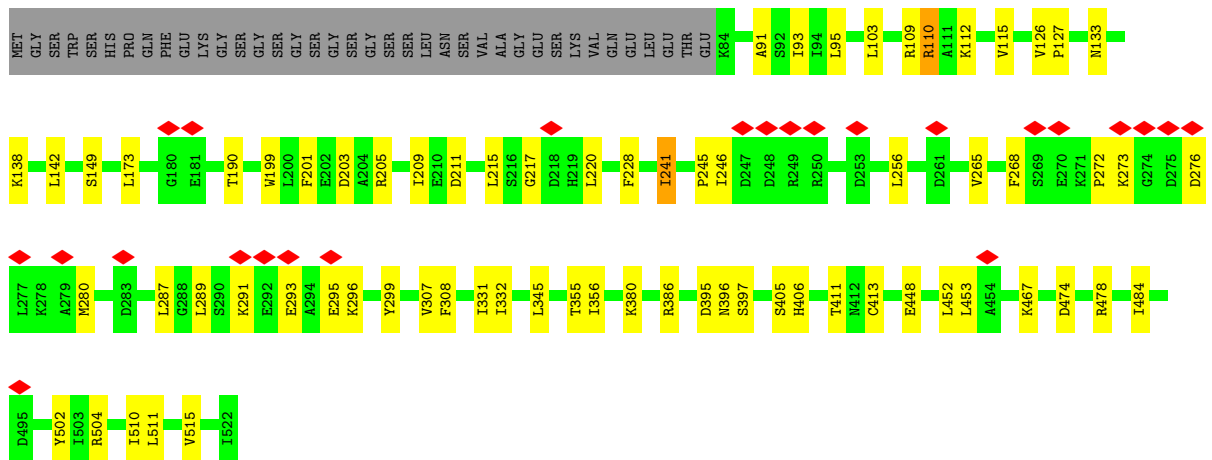 MET GLY SER TRP SER HIS PRO GLN PHE GLU LYS GLY SER GLY SER GLY SER GLY SER GLY SER SER LEU ASN SER VAL ALA GLY GLU SER LYS VAL GLN GLU LEU GLU THR GLU K84 A91 S92 I93 I94 L95 L103 R109 R110 A111 K112 V115 V126 P127 N133
K138 L142 S149 L173 G180 E181 T190 W199 L200 F201 E202 D203 A204 R205 I209 E210 D211 L215 S216 G217 D218 H219 L220 F228 I241 P245 I246 D247 D248 R249 R250 D253 L256 D261 V265 F268 S269 E270 K271 P272 K273 G274 D275 D276
L277 K278 A279 M280 D283 L287 G288 L289 S290 K291 E292 E293 A294 E295 K296 Y299 V307 F308 I331 I332 L345 T355 I356 K380 R386 D395 N396 S397 S405 H406 T411 N412 C413 E448 L452 L453 A454 K467 D474 R478 I484
D495 Y502 I503 R504 I510 L511 V515 I522